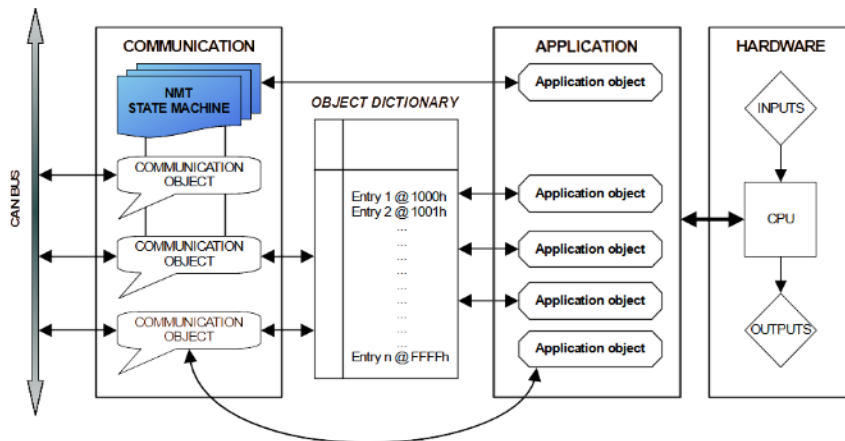 COMMUNICATION
NMT
STATE MACHINE
COMMUNICATION
OBJECT
COMMUNICATION
OBJECT
COMMUNICATION
OBJECT
CAN BUS
OBJECT DICTIONARY
Entry 1 @ 1000h
Entry 2 @ 1001h
...
...
...
...
...
...
...
...
Entry n @ FFFFh
APPLICATION
Application object
Application object
Application object
Application object
Application object
HARDWARE
INPUTS
CPU
OUTPUTS